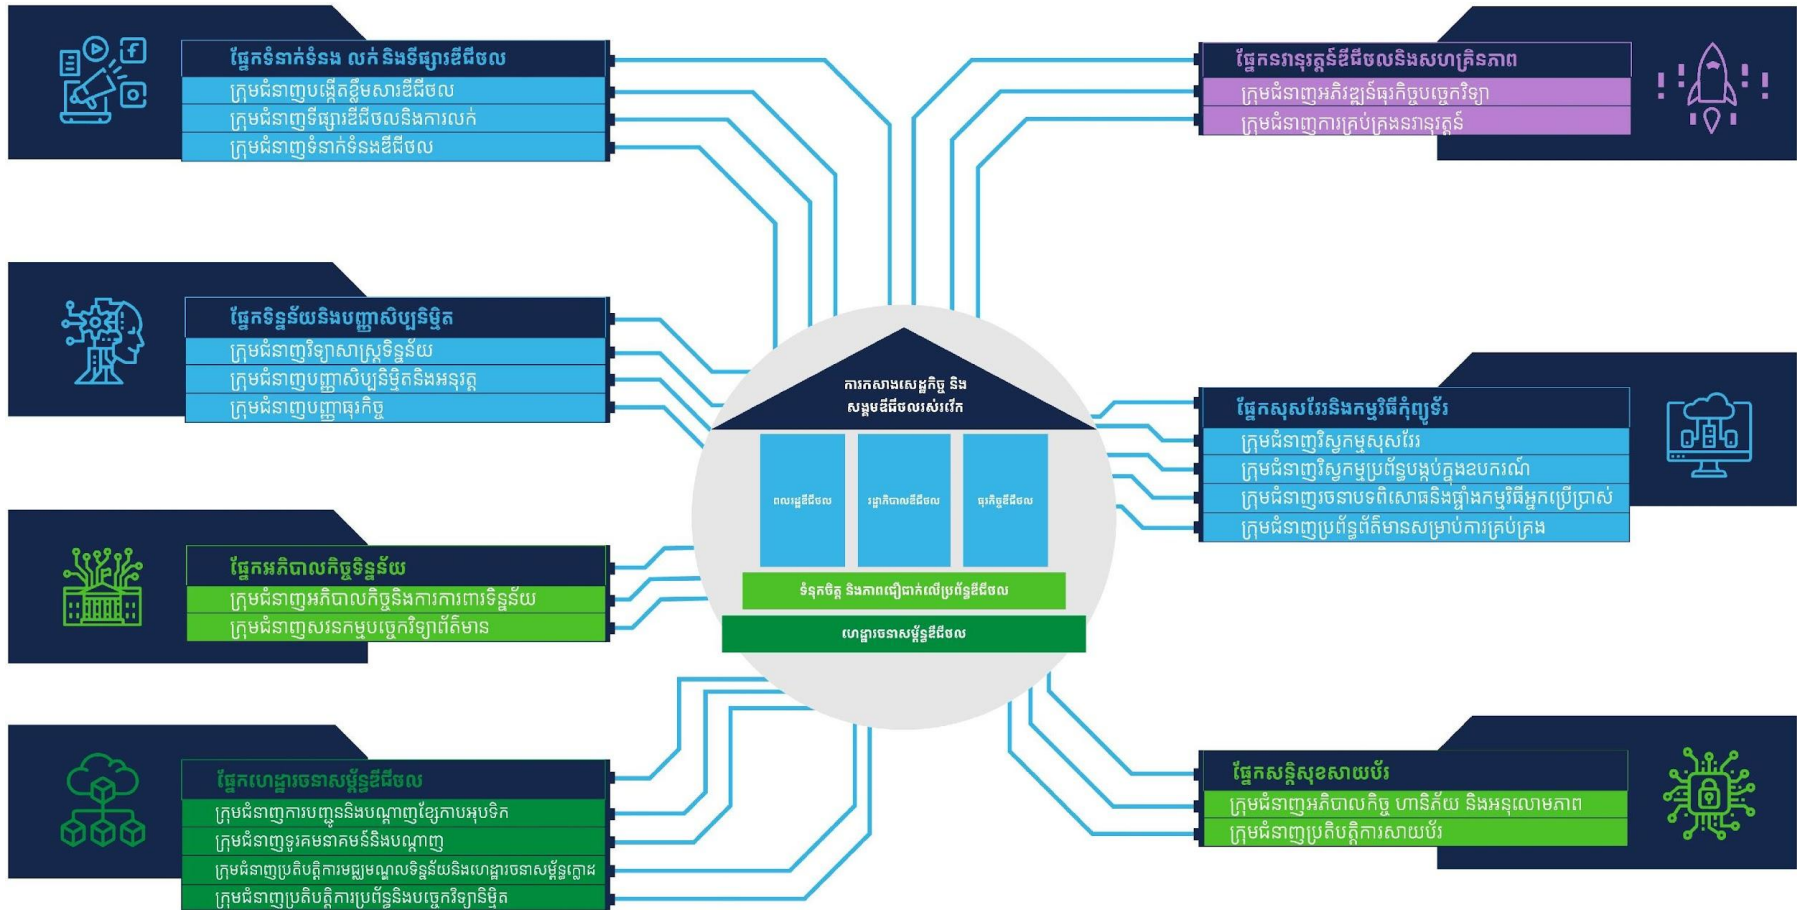 ផ្នែកទំនាក់ទំនង លក់ និងទីផ្សារឌីជីថល
ក្រុមជំនាញបង្កើតខ្លឹមសារឌីជីថល
ក្រុមជំនាញទីផ្សារឌីជីថលនិងការលក់
ក្រុមជំនាញទំនាក់ទំនងឌីជីថល
ផ្នែកនវានុវត្តន៍ឌីជីថលនិងសហគ្រិនភាព
ក្រុមជំនាញអភិវឌ្ឍន៍ធុរកិច្ចបច្ចេកវិទ្យា
ក្រុមជំនាញការគ្រប់គ្រងនវានុវត្តន៍
ផ្នែកទិន្នន័យនិងបញ្ញាសិប្បនិម្មិត
ក្រុមជំនាញវិទ្យាសាស្ត្រទិន្នន័យ
ក្រុមជំនាញបញ្ញាសិប្បនិម្មិតនិងអនុវត្ត
ក្រុមជំនាញបញ្ញាធុរកិច្ច
ការកសាងសេដ្ឋកិច្ច និង
សង្គមឌីជីថលរស់រវើក
ពលរដ្ឋឌីជីថល
រដ្ឋាភិបាលឌីជីថល
ធុរកិច្ចឌីជីថល
ទំនុកចិត្ត និងភាពជឿជាក់លើប្រព័ន្ធឌីជីថល
ហេដ្ឋារចនាសម្ព័ន្ធឌីជីថល
ផ្នែកសុសវែរនិងកម្មវិធីកុំព្យូទ័រ
ក្រុមជំនាញវិស្វកម្មសុសវែរ
ក្រុមជំនាញវិស្វកម្មប្រព័ន្ធបង្កប់ក្នុងឧបករណ៍
ក្រុមជំនាញរចនាបទពិសោធនិងផ្ទាំងកម្មវិធីអ្នកប្រើប្រាស់
ក្រុមជំនាញប្រព័ន្ធព័ត៌មានសម្រាប់ការគ្រប់គ្រង
ផ្នែកអភិបាលកិច្ចទិន្នន័យ
ក្រុមជំនាញអភិបាលកិច្ចនិងការការពារទិន្នន័យ
ក្រុមជំនាញសវនកម្មបច្ចេកវិទ្យាព័ត៌មាន
ផ្នែកហេដ្ឋារចនាសម្ព័ន្ធឌីជីថល
ក្រុមជំនាញការបញ្ជូននិងបណ្តាញខ្សែកាបអុបទិក
ក្រុមជំនាញទូរគមនាគមន៍និងបណ្តាញ
ក្រុមជំនាញប្រតិបត្តិការមជ្ឈមណ្ឌលទិន្នន័យនិងហេដ្ឋារចនាសម្ព័ន្ធក្លោដ
ក្រុមជំនាញប្រតិបត្តិការប្រព័ន្ធនិងបច្ចេកវិទ្យានិម្មិត
ផ្នែកសន្តិសុខសាយប័រ
ក្រុមជំនាញអភិបាលកិច្ច ហានិភ័យ និងអនុលោមភាព
ក្រុមជំនាញប្រតិបត្តិការសាយប័រ